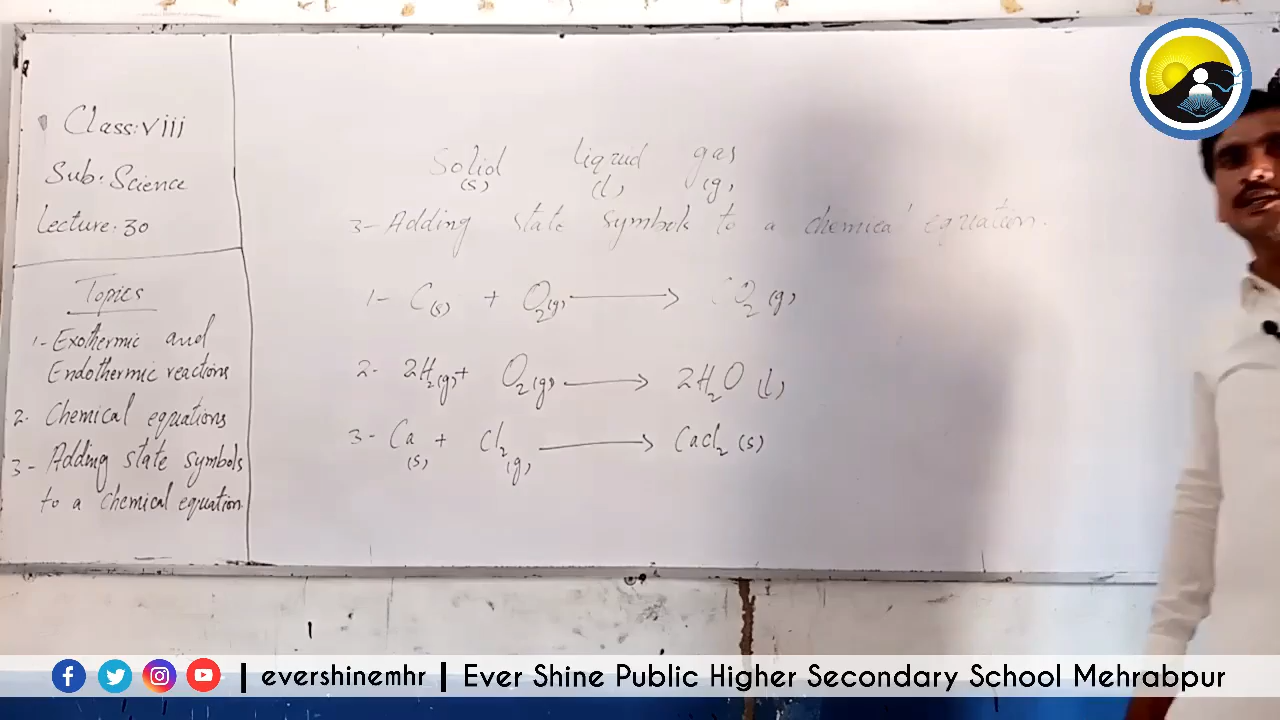 Class: viii
Sub: Science
Lecture: 30
Topics
1- Exothermic and
Endothermic reactions
2. Chemical equations
3- Adding state symbols
to a chemical equation
Solid liquid gas
(s) (l) (g)
3- Adding state symbols to a chemical equation.
1- C(s) + O₂(g) ⟶ CO₂(g)
2- 2H₂(g) + O₂(g) ⟶ 2H₂O (l)
3- Ca(s) + Cl₂(g) ⟶ CaCl₂ (s)
| evershinemhr | Ever Shine Public Higher Secondary School Mehrabpur